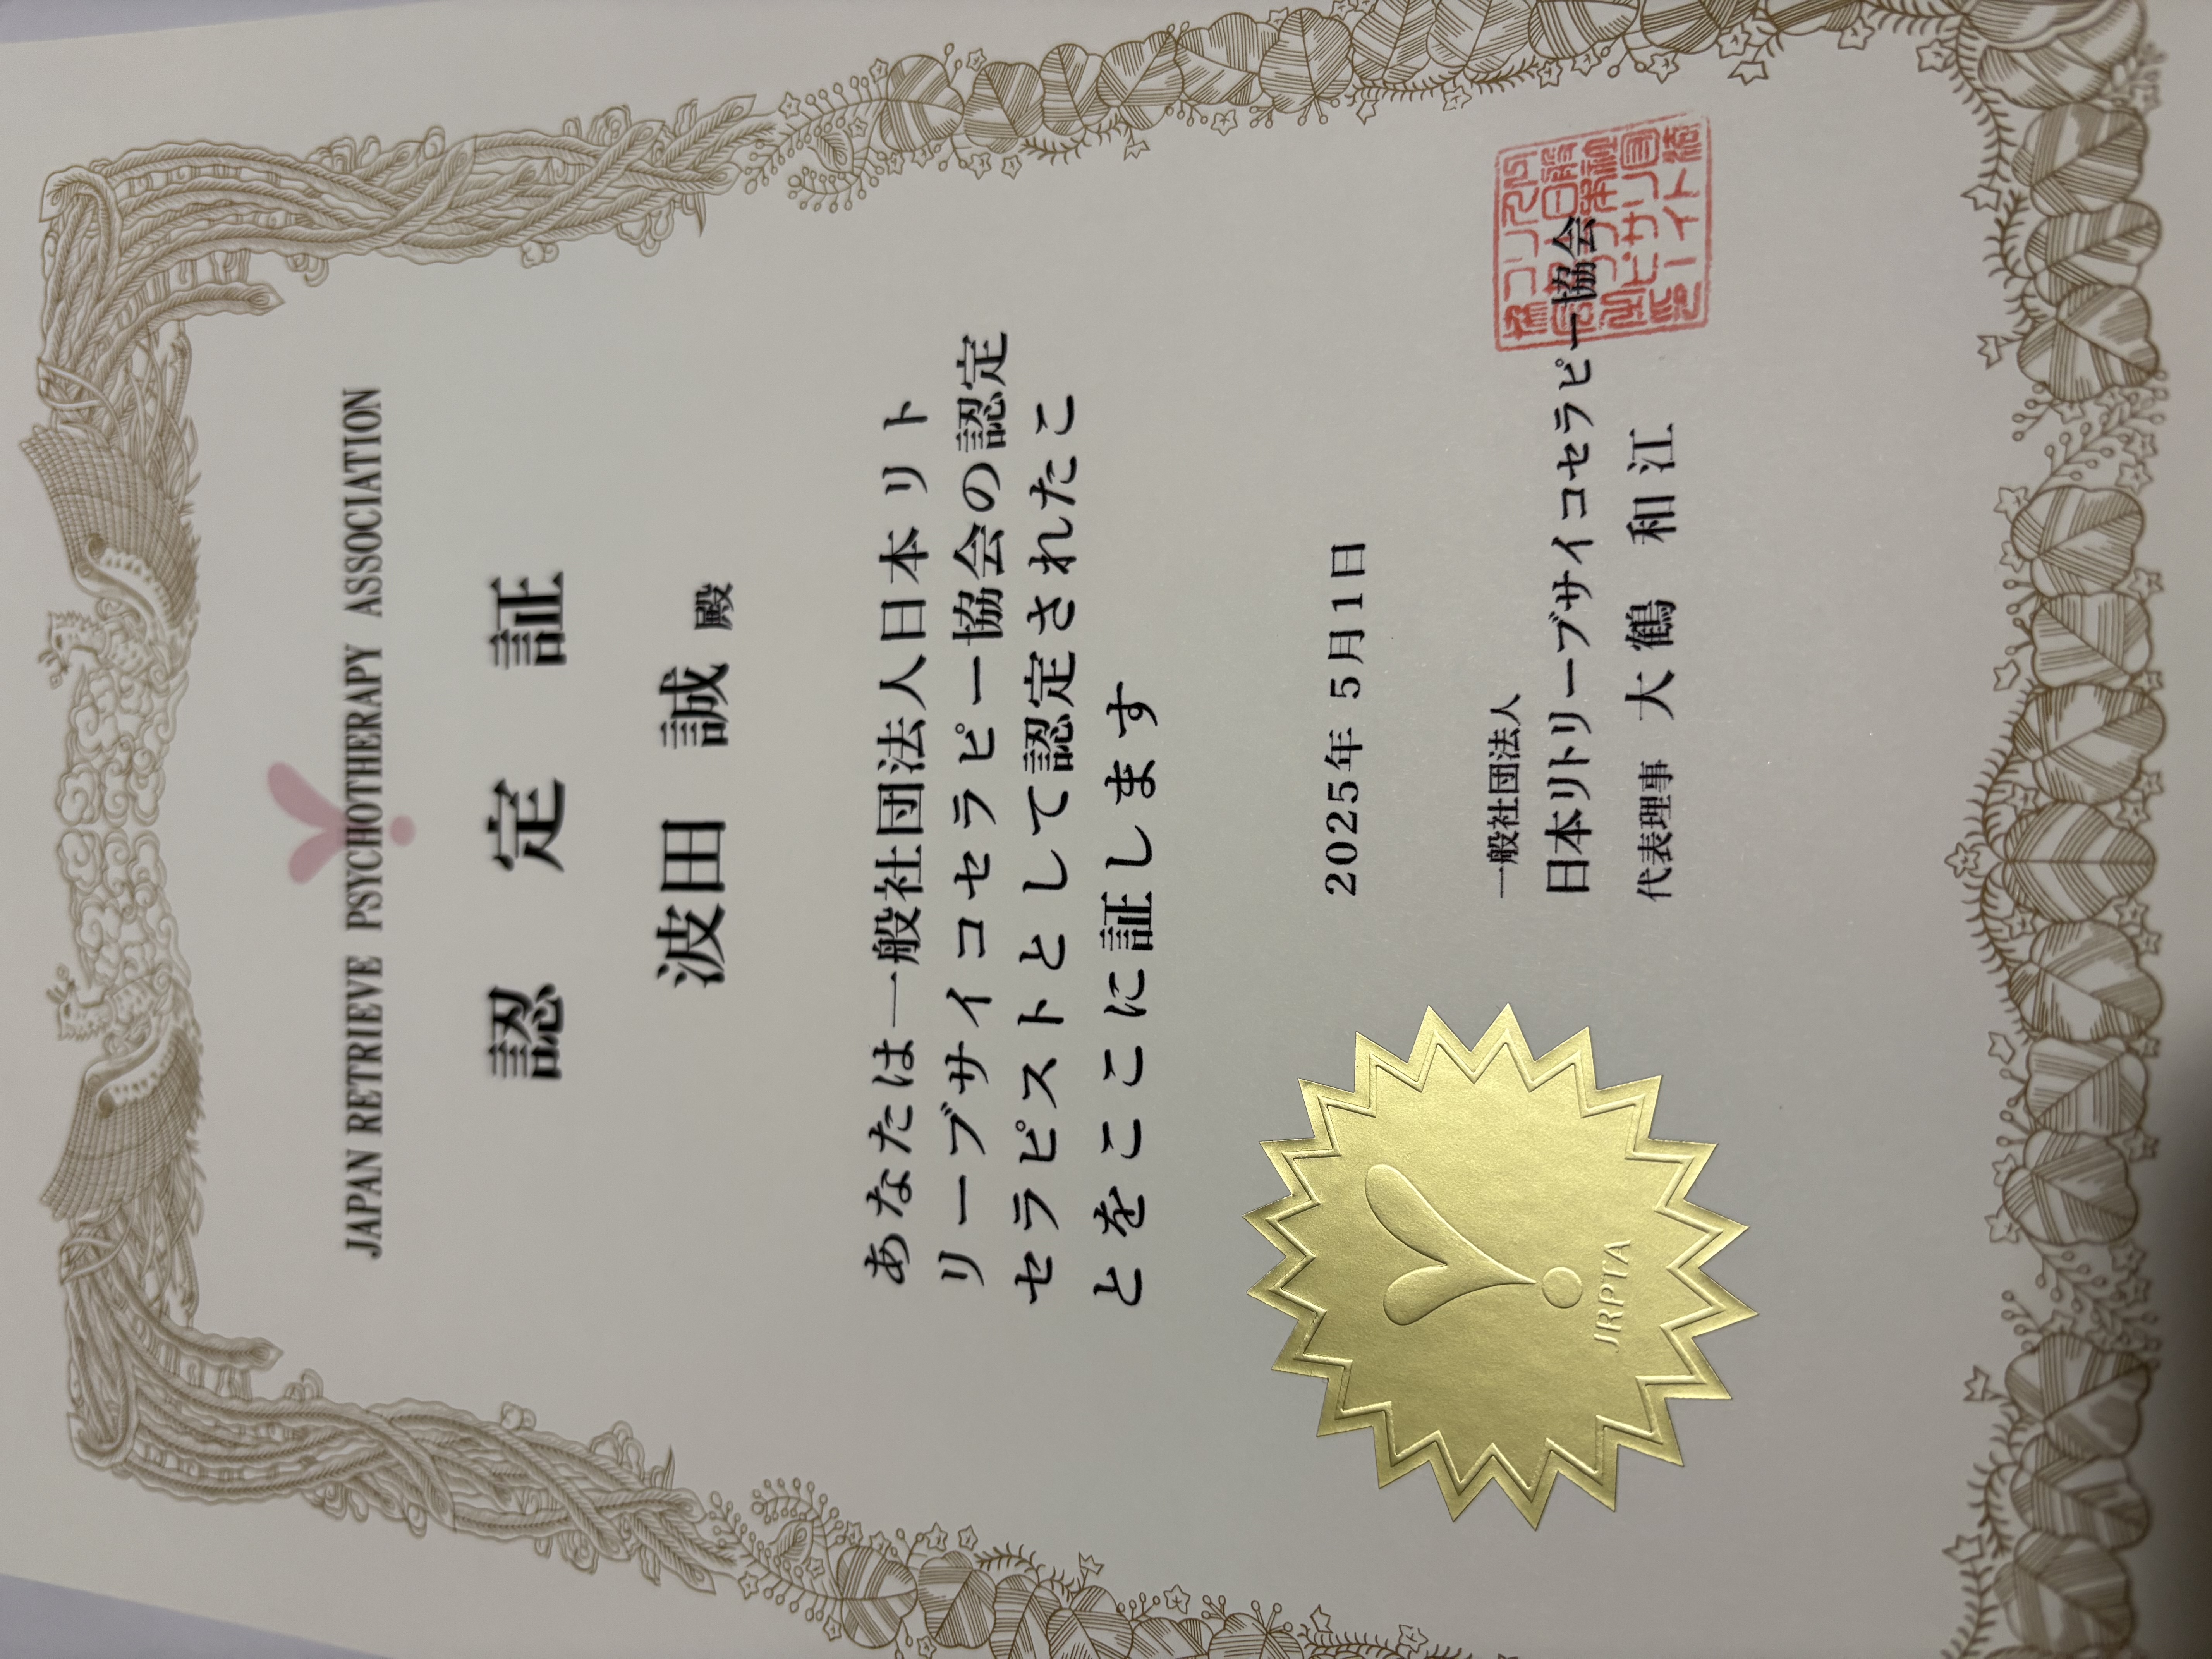 JAPAN RETRIEVE PSYCHOTHERAPY ASSOCIATION
認定証
波田 誠 殿
あなたは一般社団法人日本リト
リーブサイコセラピー協会の認定
セラピストとして認定されたこ
とをここに証します
2025年 5月1日
一般社団法人
日本リトリーブサイコセラピー協会
代表理事 大鶴 和江
JRPTA